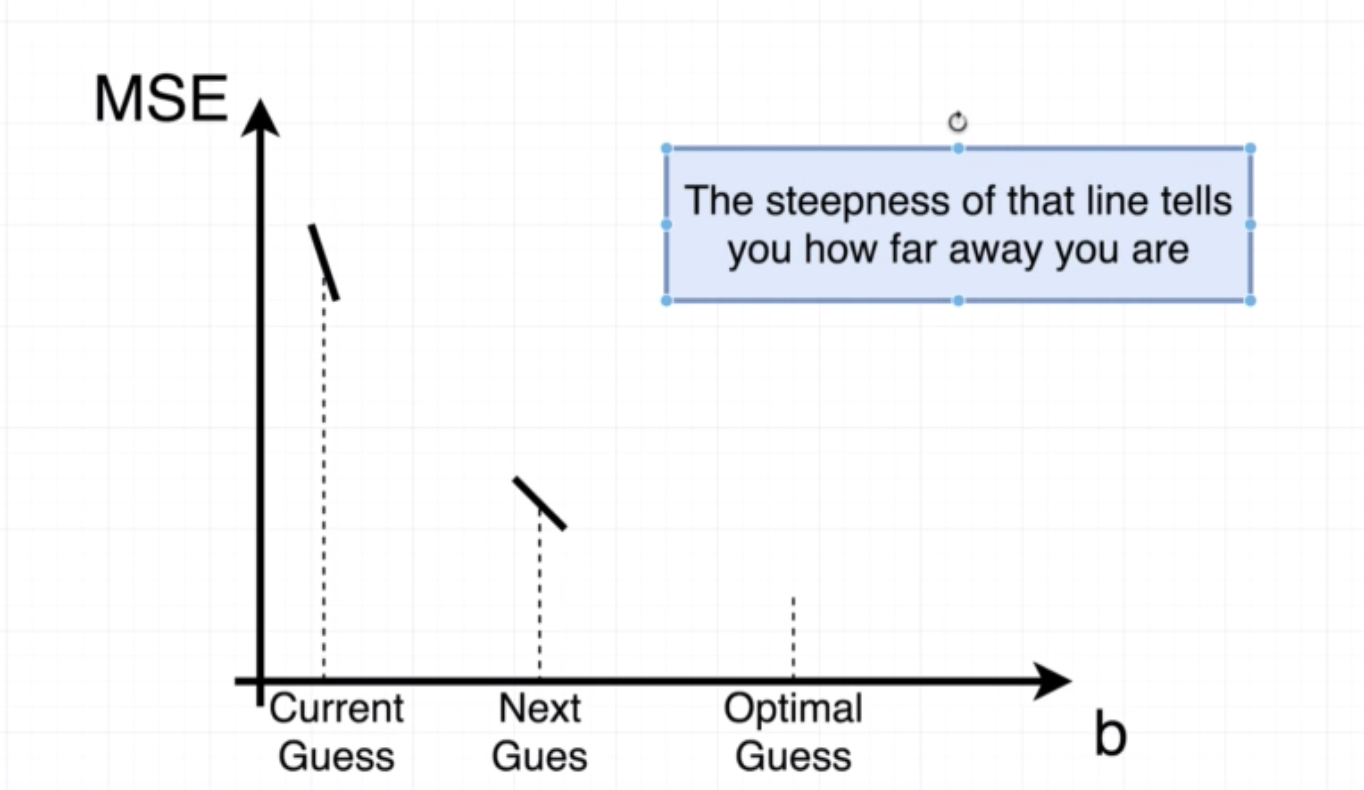 MSE
The steepness of that line tells
you how far away you are
Current
Guess
Next
Gues
Optimal
Guess
b